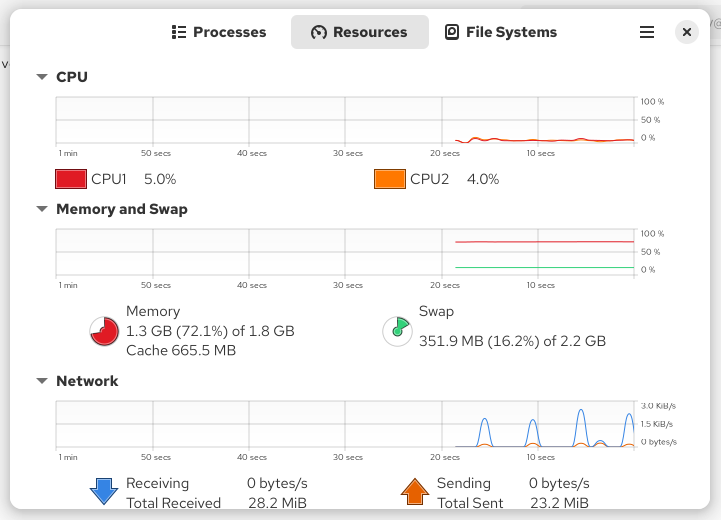 Processes Resources File Systems
CPU
100 %
50 %
0 %
1 min 50 secs 40 secs 30 secs 20 secs 10 secs
CPU1 5.0% CPU2 4.0%
Memory and Swap
100 %
50 %
0 %
1 min 50 secs 40 secs 30 secs 20 secs 10 secs
Memory
1.3 GB (72.1%) of 1.8 GB
Cache 665.5 MB
Swap
351.9 MB (16.2%) of 2.2 GB
Network
3.0 KiB/s
1.5 KiB/s
0 bytes/s
1 min 50 secs 40 secs 30 secs 20 secs 10 secs
Receiving 0 bytes/s Sending 0 bytes/s
Total Received 28.2 MiB Total Sent 23.2 MiB